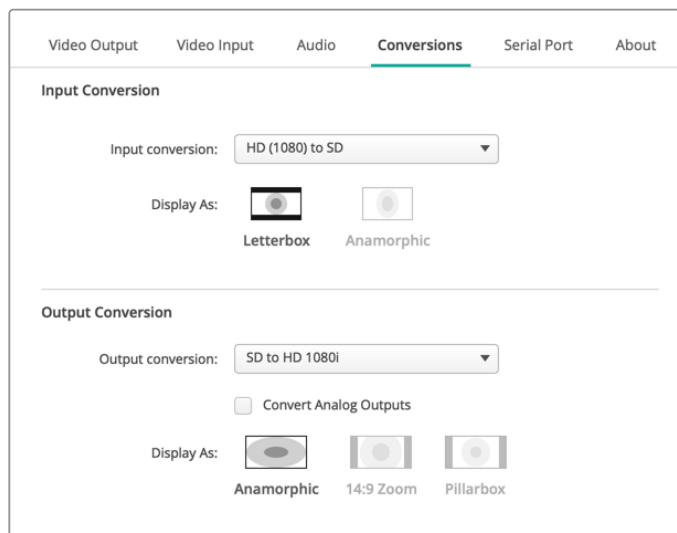 Video Output Video Input Audio Conversions Serial Port About
Input Conversion
Input conversion: HD (1080) to SD
Display As:
Letterbox Anamorphic
Output Conversion
Output conversion: SD to HD 1080i
Convert Analog Outputs
Display As:
Anamorphic 14:9 Zoom Pillarbox